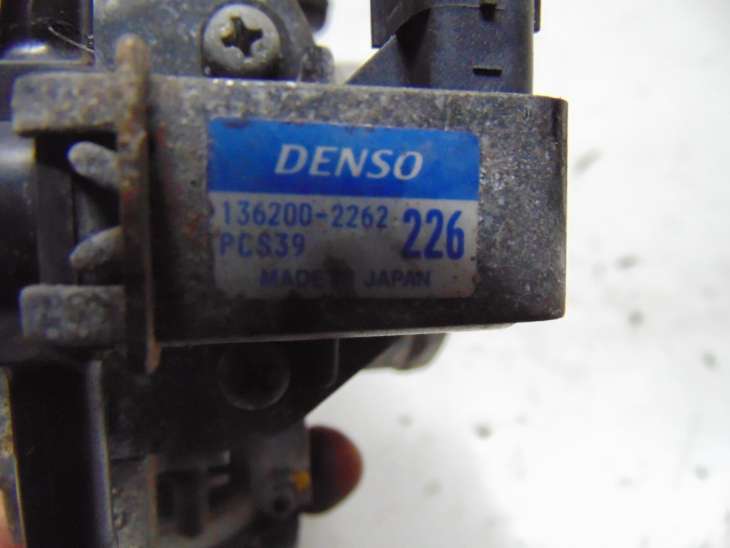 DENSO
136200-2262 226
PCS39
MADE IN JAPAN